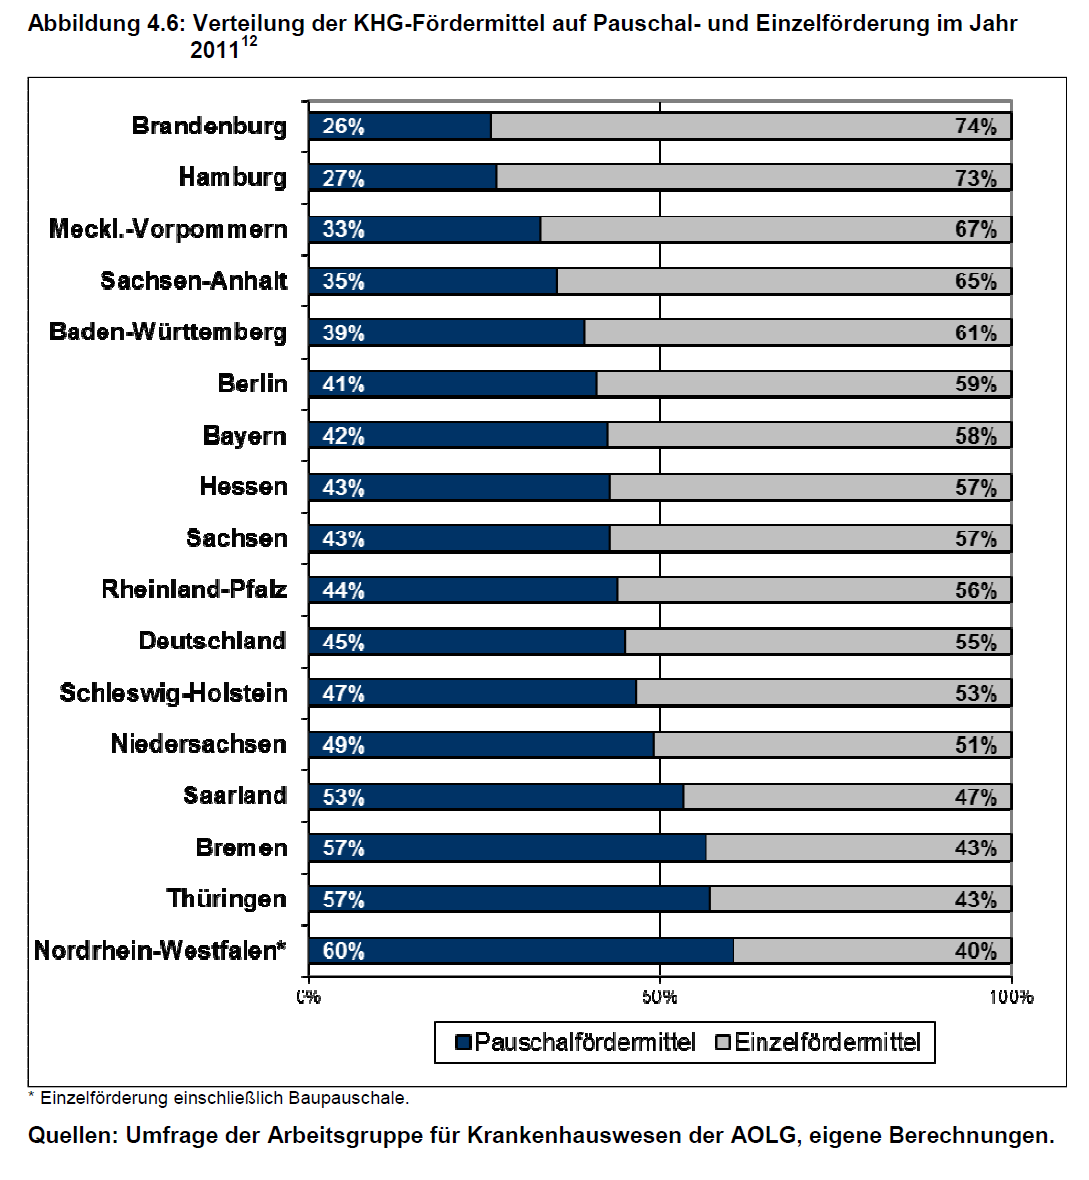 Abbildung 4.6: Verteilung der KHG-Fördermittel auf Pauschal- und Einzelförderung im Jahr
2011¹²
Brandenburg 26% 74%
Hamburg 27% 73%
Meckl.-Vorpommern 33% 67%
Sachsen-Anhalt 35% 65%
Baden-Württemberg 39% 61%
Berlin 41% 59%
Bayern 42% 58%
Hessen 43% 57%
Sachsen 43% 57%
Rheinland-Pfalz 44% 56%
Deutschland 45% 55%
Schleswig-Holstein 47% 53%
Niedersachsen 49% 51%
Saarland 53% 47%
Bremen 57% 43%
Thüringen 57% 43%
Nordrhein-Westfalen* 60% 40%
0% 50% 100%
Pauschalfördermittel Einzelfördermittel
* Einzelförderung einschließlich Baupauschale.
Quellen: Umfrage der Arbeitsgruppe für Krankenhauswesen der AOLG, eigene Berechnungen.